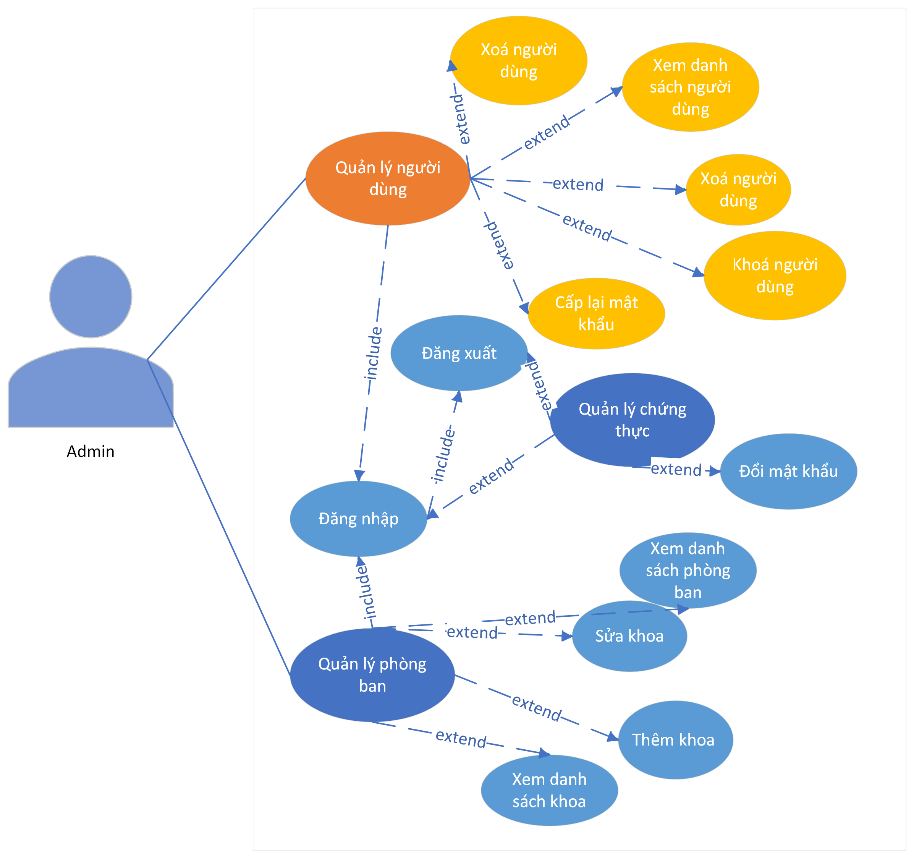 Xoá người
dùng
Xem danh
sách người
dùng
extend
extend
Quản lý người
dùng
Xoá người
dùng
extend
extend
extend
Khoá người
dùng
Cấp lại mật
khẩu
include
Đăng xuất
extend
Quản lý chứng
thực
include
extend
extend
Đổi mật khẩu
Admin
Đăng nhập
Xem danh
sách phòng
ban
include
extend
extend
Sửa khoa
Quản lý phòng
ban
extend
Thêm khoa
extend
Xem danh
sách khoa